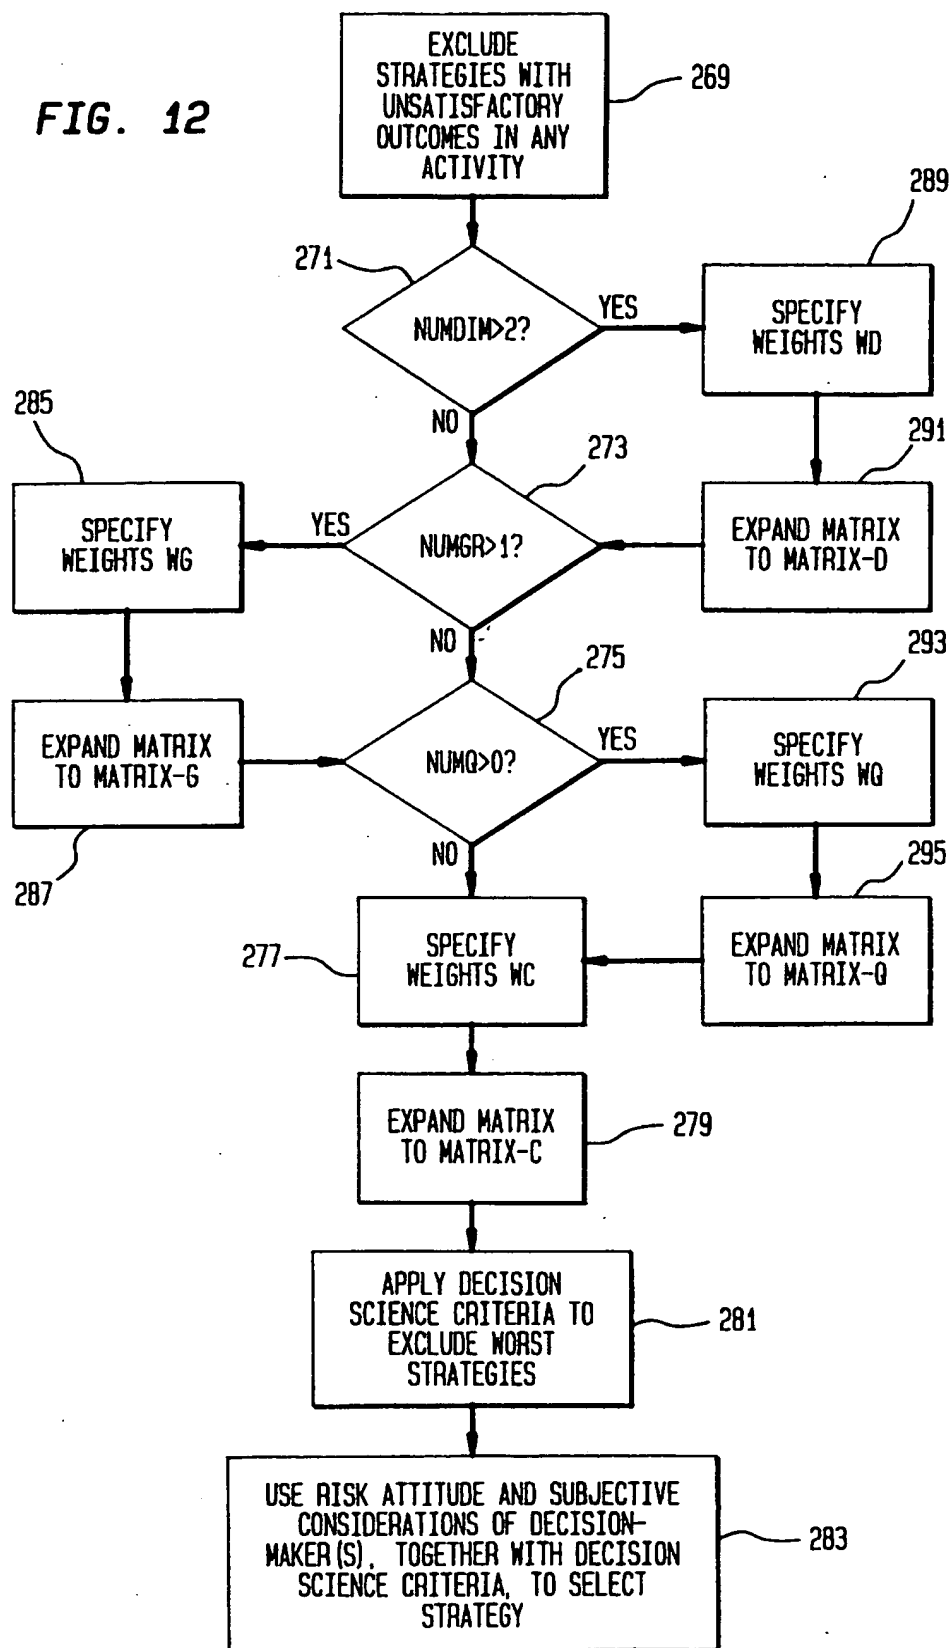 FIG. 12
EXCLUDE
STRATEGIES WITH
UNSATISFACTORY
OUTCOMES IN ANY
ACTIVITY
269
271
NUMDIM>2?
YES
NO
289
SPECIFY
WEIGHTS WD
291
EXPAND MATRIX
TO MATRIX-D
273
NUMGR>1?
YES
NO
285
SPECIFY
WEIGHTS WG
EXPAND MATRIX
TO MATRIX-G
287
275
NUMQ>0?
YES
NO
293
SPECIFY
WEIGHTS WQ
295
EXPAND MATRIX
TO MATRIX-Q
277
SPECIFY
WEIGHTS WC
EXPAND MATRIX
TO MATRIX-C
279
APPLY DECISION
SCIENCE CRITERIA TO
EXCLUDE WORST
STRATEGIES
281
USE RISK ATTITUDE AND SUBJECTIVE
CONSIDERATIONS OF DECISION-
MAKER(S), TOGETHER WITH DECISION
SCIENCE CRITERIA, TO SELECT
STRATEGY
283